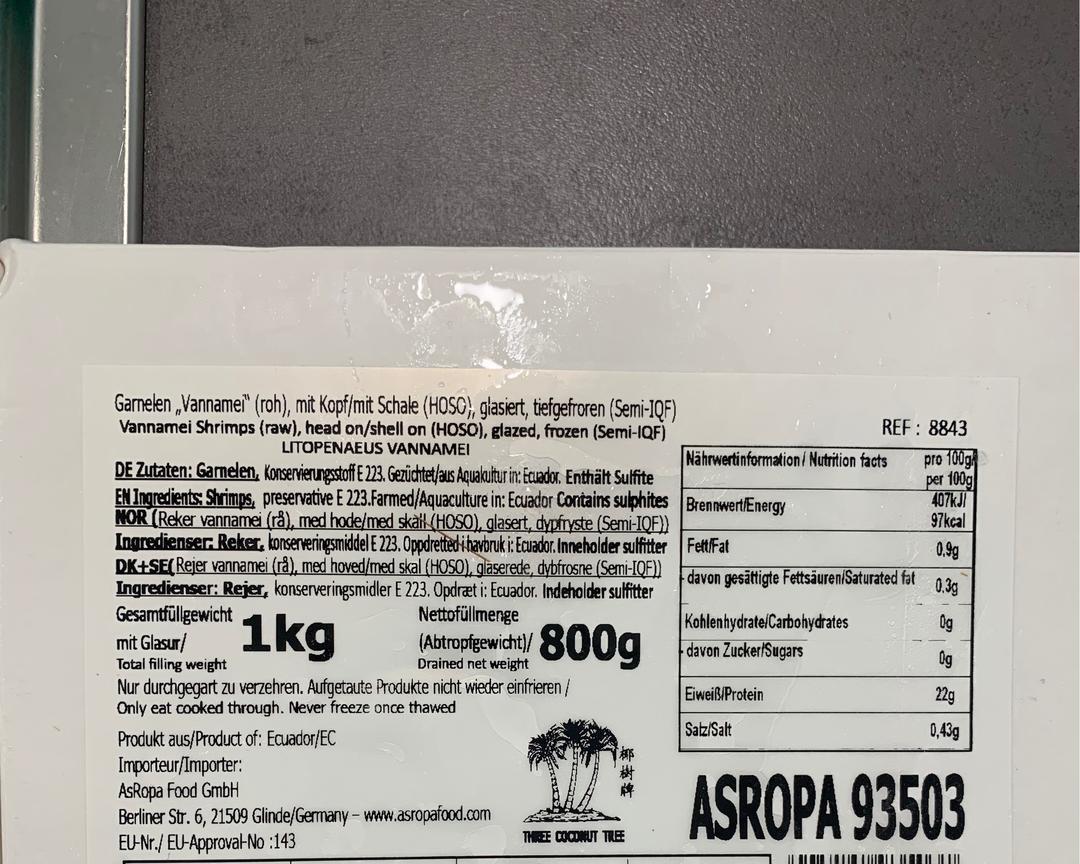 Garnelen „Vannamei" (roh), mit Kopf/mit Schale (HOSO), glasiert, tiefgefroren (Semi-IQF)
Vannamei Shrimps (raw), head on/shell on (HOSO), glazed, frozen (Semi-IQF)
LITOPENAEUS VANNAMEI
DE Zutaten: Garnelen, Konservierungsstoff E 223. Gezüchtet/aus Aquakultur in: Ecuador. Enthält Sulfite
EN Ingredients: Shrimps, preservative E 223.Farmed/Aquaculture in: Ecuador Contains sulphites
NOR (Reker vannamei (rå), med hode/med skall (HOSO), glasert, dypfryste (Semi-IQF))
Ingredienser: Reker, konserveringsmiddel E 223. Oppdretted i havbruk i: Ecuador. Inneholder sulfitter
DK+SE(Rejer vannamei (rå), med hoved/med skal (HOSO), glaserede, dybfrosne (Semi-IQF))
Ingredienser: Rejer, konserveringsmidler E 223. Opdræt i: Ecuador. Indeholder sulfitter
Gesamtfüllgewicht
mit Glasur/
Total filling weight
1kg
Nettofüllmenge
(Abtropfgewicht)/
Drained net weight
800g
Nur durchgegart zu verzehren. Aufgetaute Produkte nicht wieder einfrieren /
Only eat cooked through. Never freeze once thawed
Produkt aus/Product of: Ecuador/EC
Importeur/Importer:
AsRopa Food GmbH
Berliner Str. 6, 21509 Glinde/Germany – www.asropafood.com
EU-Nr./ EU-Approval-No :143
椰樹牌
THREE COCONUT TREE
REF : 8843
Nährwertinformation / Nutrition facts pro 100g/
per 100g
Brennwert/Energy 407kJ/
97kcal
Fett/Fat 0.9g
davon gesättigte Fettsäuren/Saturated fat 0.3g
Kohlenhydrate/Carbohydrates 0g
davon Zucker/Sugars 0g
Eiweiß/Protein 22g
Salz/Salt 0,43g
ASROPA 93503